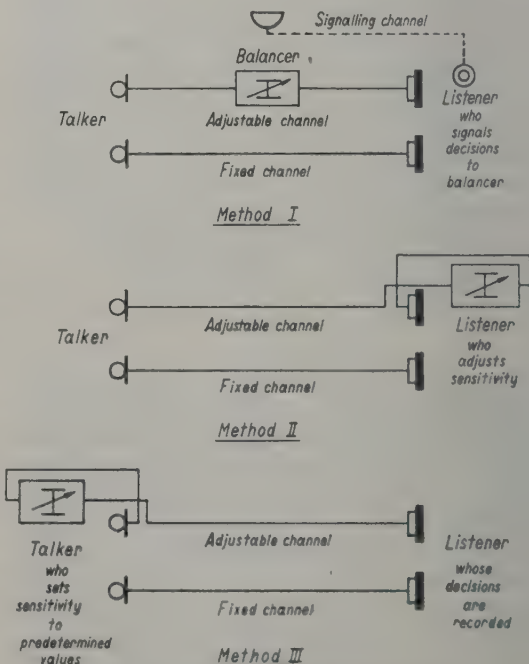 Signalling channel
Balancer
Talker
Adjustable channel
Listener
who
signals
decisions
to
balancer
Fixed channel
Method I
Talker
Adjustable channel
Listener
who
adjusts
sensitivity
Fixed channel
Method II
Talker
who
sets
sensitivity
to
predetermined
values
Adjustable channel
Listener
whose
decisions
are
recorded
Fixed channel
Method III